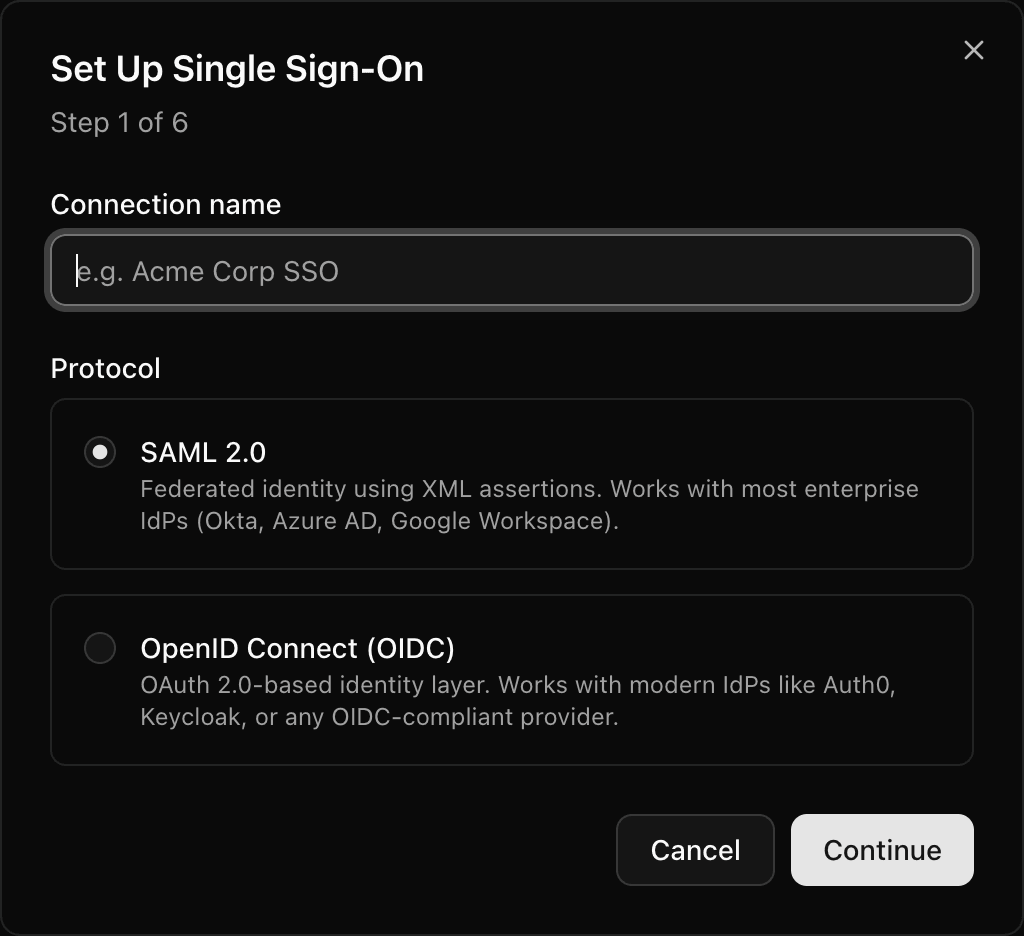 Set Up Single Sign-On
Step 1 of 6
Connection name
e.g. Acme Corp SSO
Protocol
SAML 2.0
Federated identity using XML assertions. Works with most enterprise
IdPs (Okta, Azure AD, Google Workspace).
OpenID Connect (OIDC)
OAuth 2.0-based identity layer. Works with modern IdPs like Auth0,
Keycloak, or any OIDC-compliant provider.
Cancel
Continue